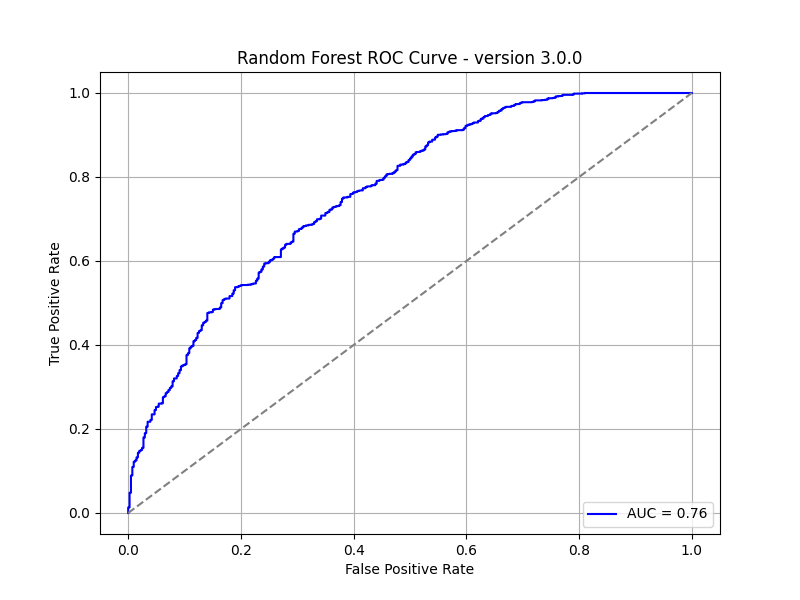 Random Forest ROC Curve - version 3.0.0
True Positive Rate
1.0
0.8
0.6
0.4
0.2
0.0
AUC = 0.76
0.0 0.2 0.4 0.6 0.8 1.0
False Positive Rate